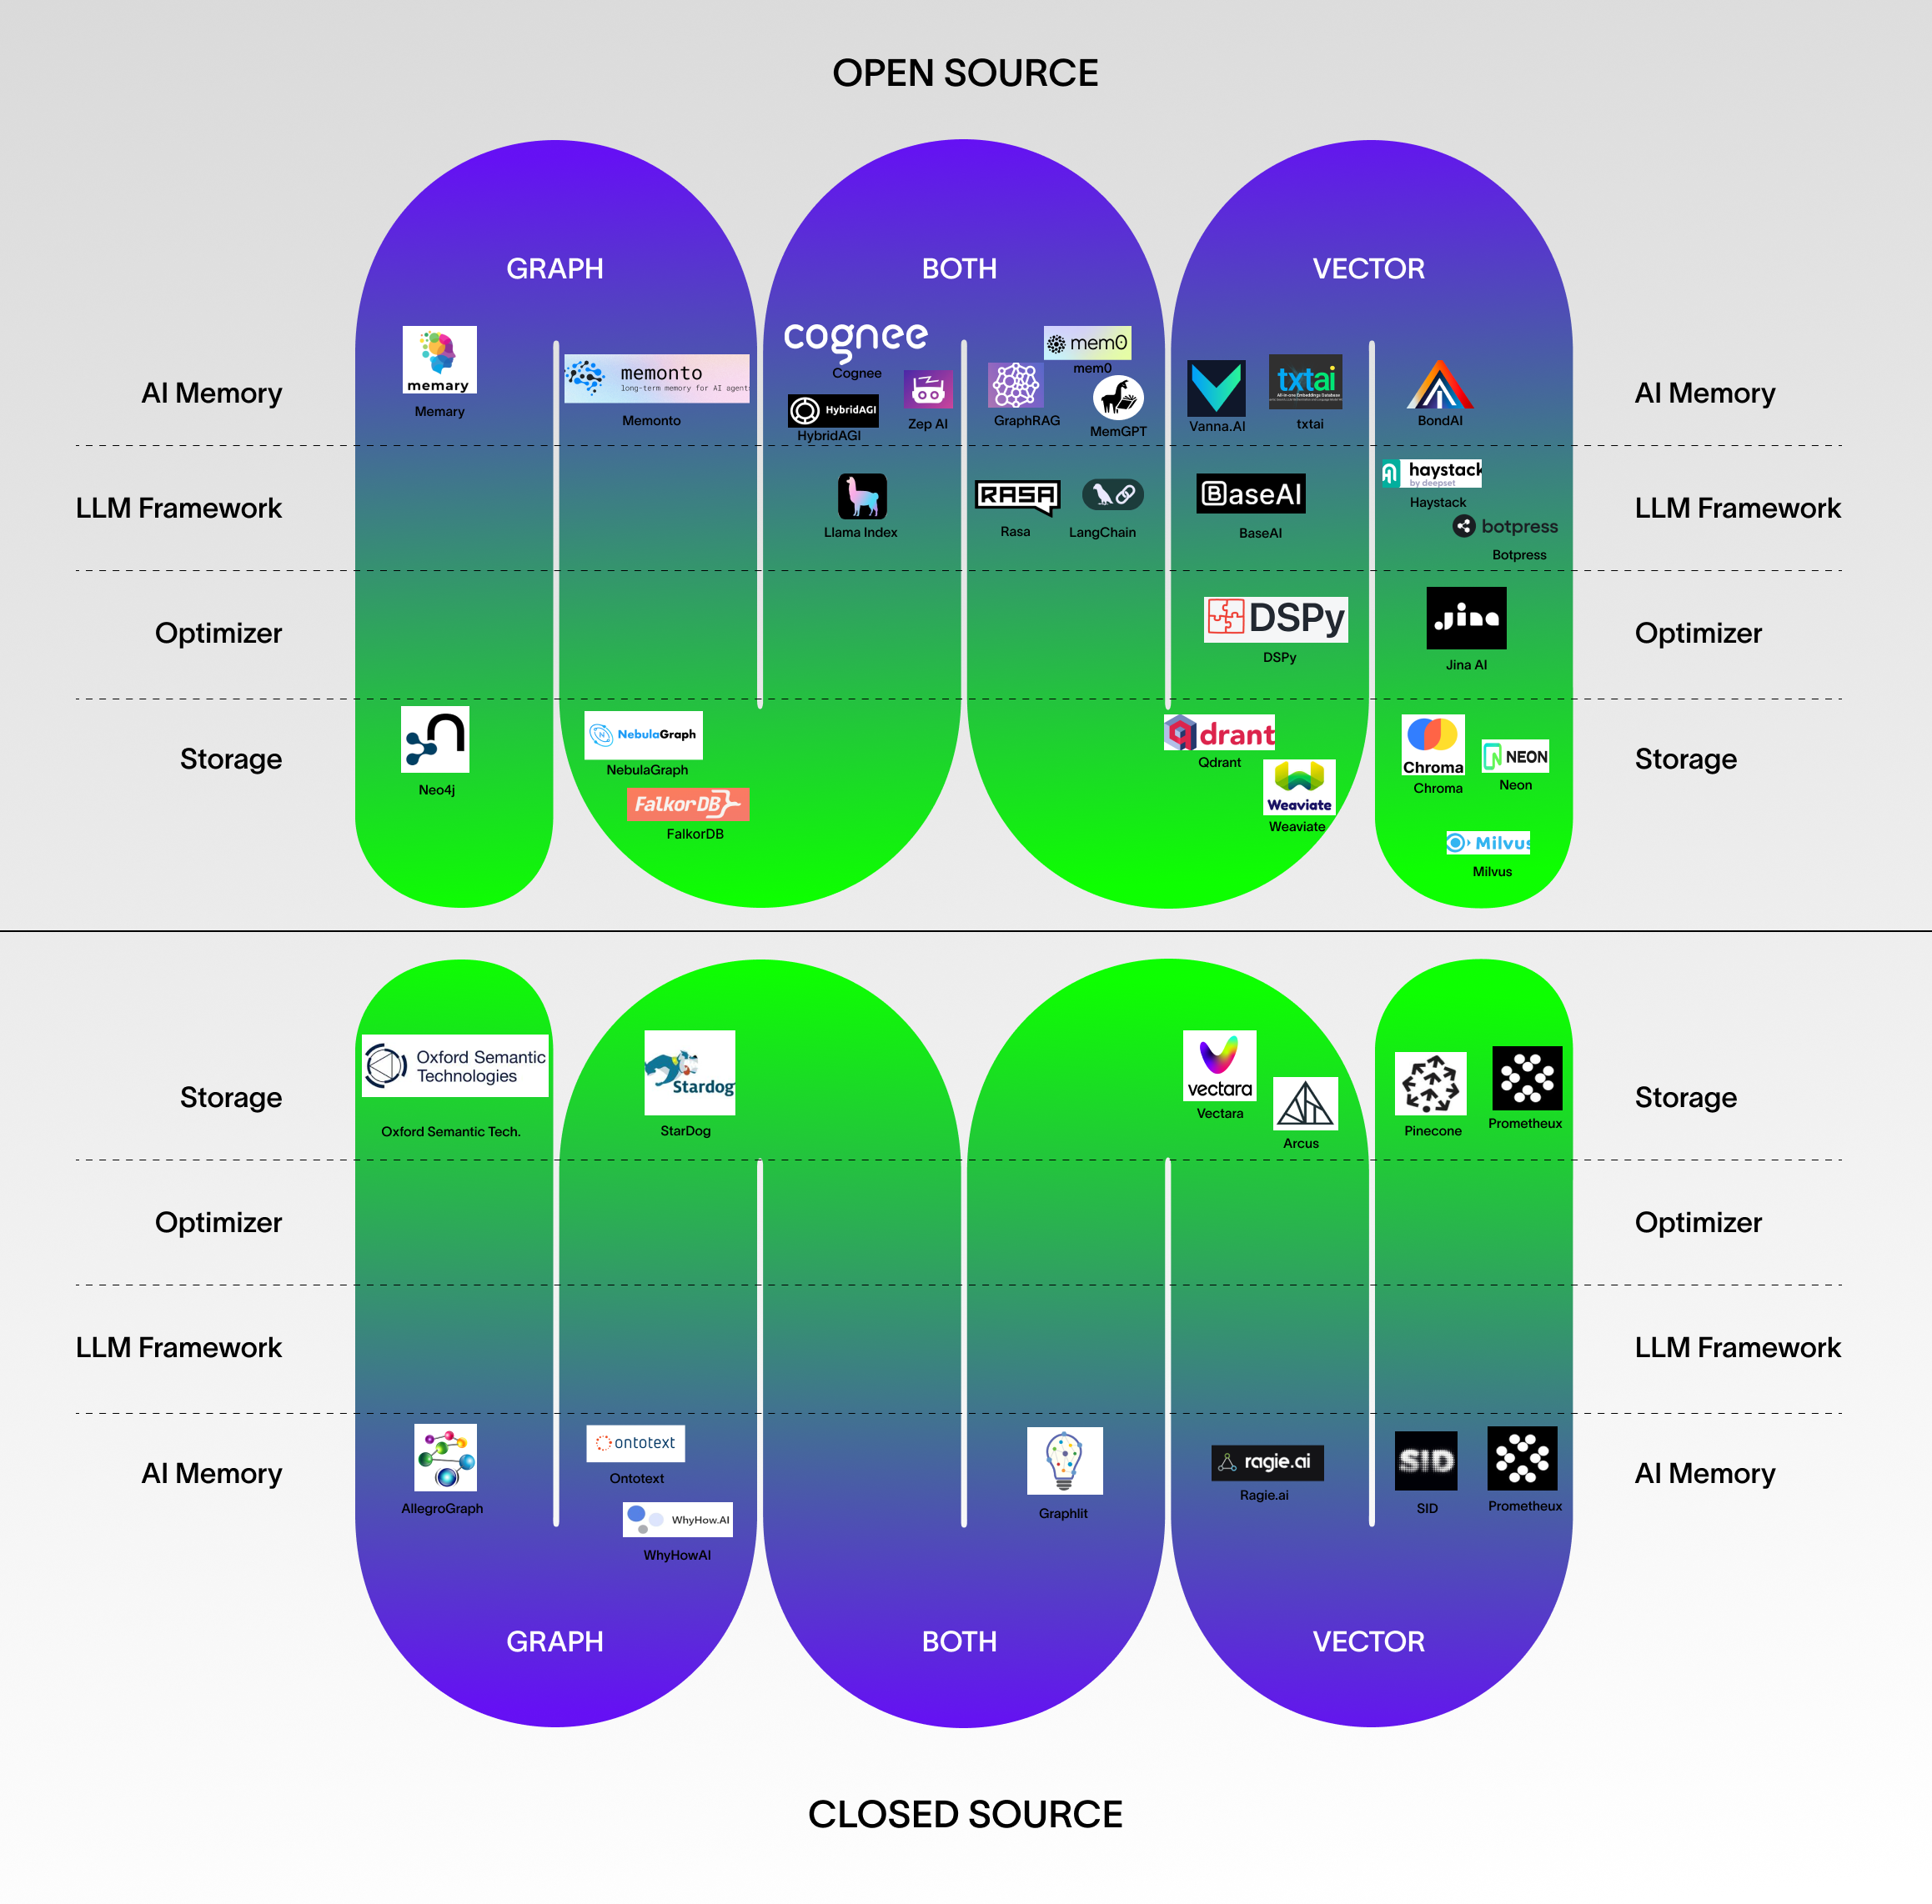 OPEN SOURCE
GRAPH
BOTH
VECTOR
AI Memory
memary
Memary
memonto
long-term memory for AI agents
Memonto
cognee
Cognee
HybridAGI
HybridAGI
Zep AI
mem0
mem0
GraphRAG
MemGPT
Vanna.AI
txtai
txtai
BondAI
AI Memory
LLM Framework
Llama Index
RASA
Rasa
LangChain
BaseAI
BaseAI
haystack
by deepset
Haystack
botpress
Botpress
LLM Framework
Optimizer
DSPy
DSPy
Jina
Jina AI
Optimizer
Storage
Neo4j
NebulaGraph
NebulaGraph
FalkorDB
FalkorDB
qdrant
Qdrant
Weaviate
Weaviate
Chroma
Chroma
NEON
Neon
Milvus
Milvus
Storage
Storage
Oxford Semantic
Technologies
Oxford Semantic Tech.
Stardog
StarDog
vectara
Vectara
Arcus
Pinecone
Prometheux
Storage
Optimizer
Optimizer
LLM Framework
LLM Framework
AI Memory
AllegroGraph
ontotext
Ontotext
WhyHow.AI
WhyHowAI
Graphlit
ragie.ai
Ragie.ai
SID
SID
Prometheux
AI Memory
GRAPH
BOTH
VECTOR
CLOSED SOURCE